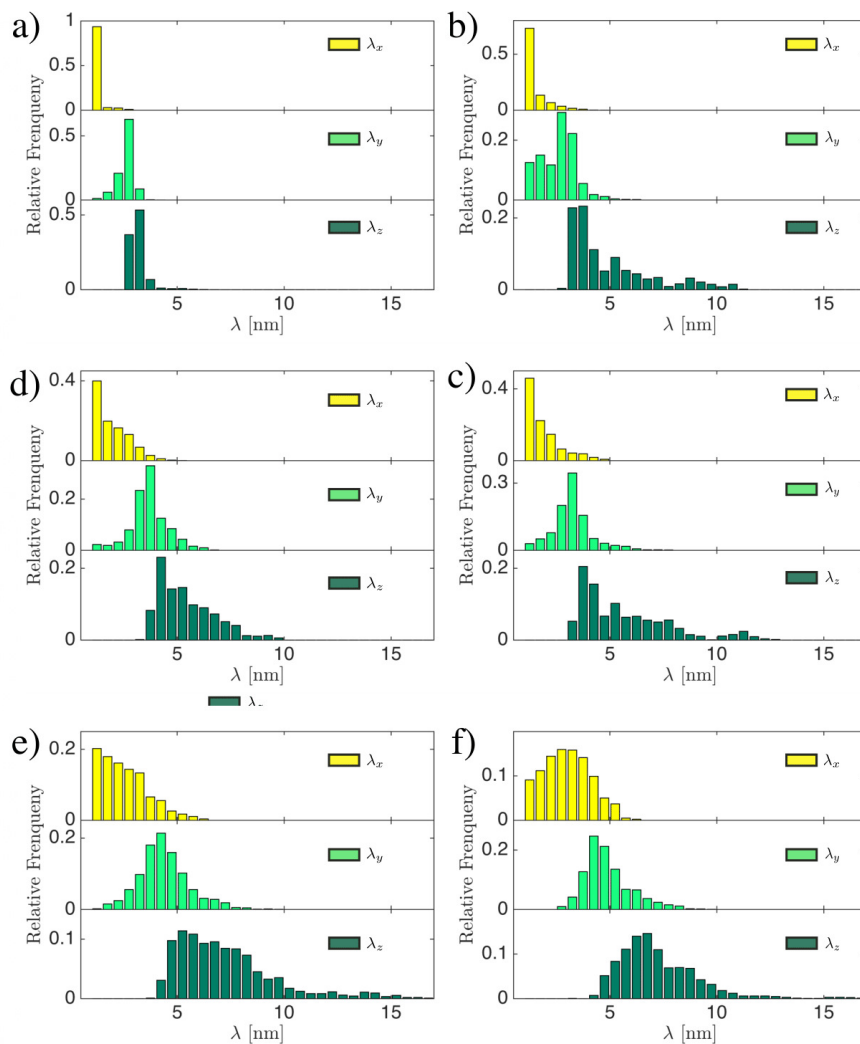 a)
Relative Frenqueny
1
0.5
0
λx
0.5
0
λy
0.5
0
λz
5 10 15
λ [nm]
b)
Relative Frenqueny
0.5
0
λx
0.2
0
λy
0.2
0
λz
5 10 15
λ [nm]
d)
Relative Frenqueny
0.4
0
λx
0.2
0
λy
0.2
0
λz
5 10 15
λ [nm]
c)
Relative Frenqueny
0.4
0
λx
0.3
0
λy
0.2
0
λz
5 10 15
λ [nm]
e)
Relative Frenqueny
0.2
0
λx
0.2
0
λy
0.1
0
λz
5 10 15
λ [nm]
f)
Relative Frenqueny
0.1
0
λx
0.2
0
λy
0.1
0
λz
5 10 15
λ [nm]